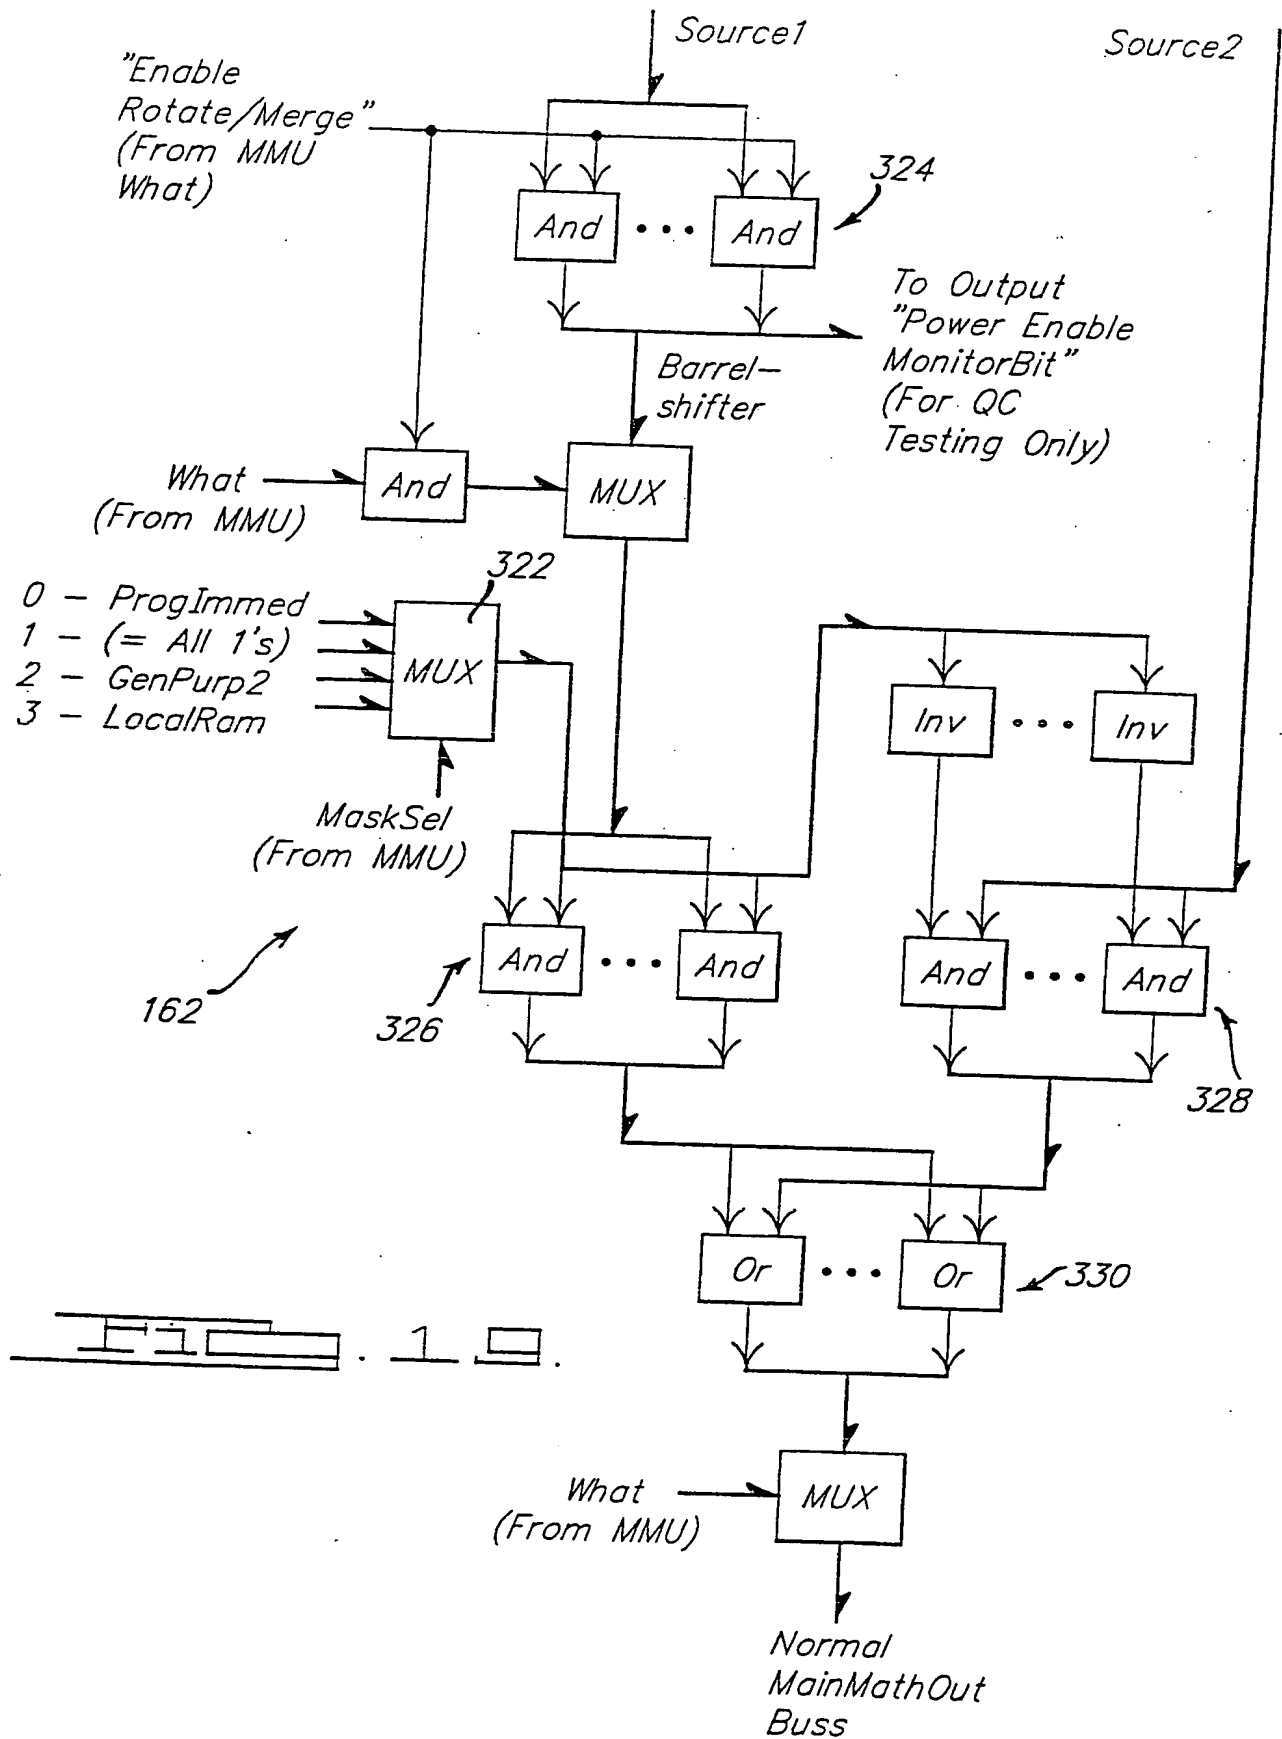 Source1
Source2
"Enable
Rotate/Merge"
(From MMU
What)
324
And
And
To Output
"Power Enable
MonitorBit"
(For QC
Testing Only)
Barrel-
shifter
What
(From MMU)
And
MUX
322
0 - ProgImmed
1 - (= All 1's)
2 - GenPurp2
3 - LocalRam
MUX
MaskSel
(From MMU)
Inv
Inv
162
326
And
And
And
And
328
Or
Or
330
What
(From MMU)
MUX
Normal
MainMathOut
Buss